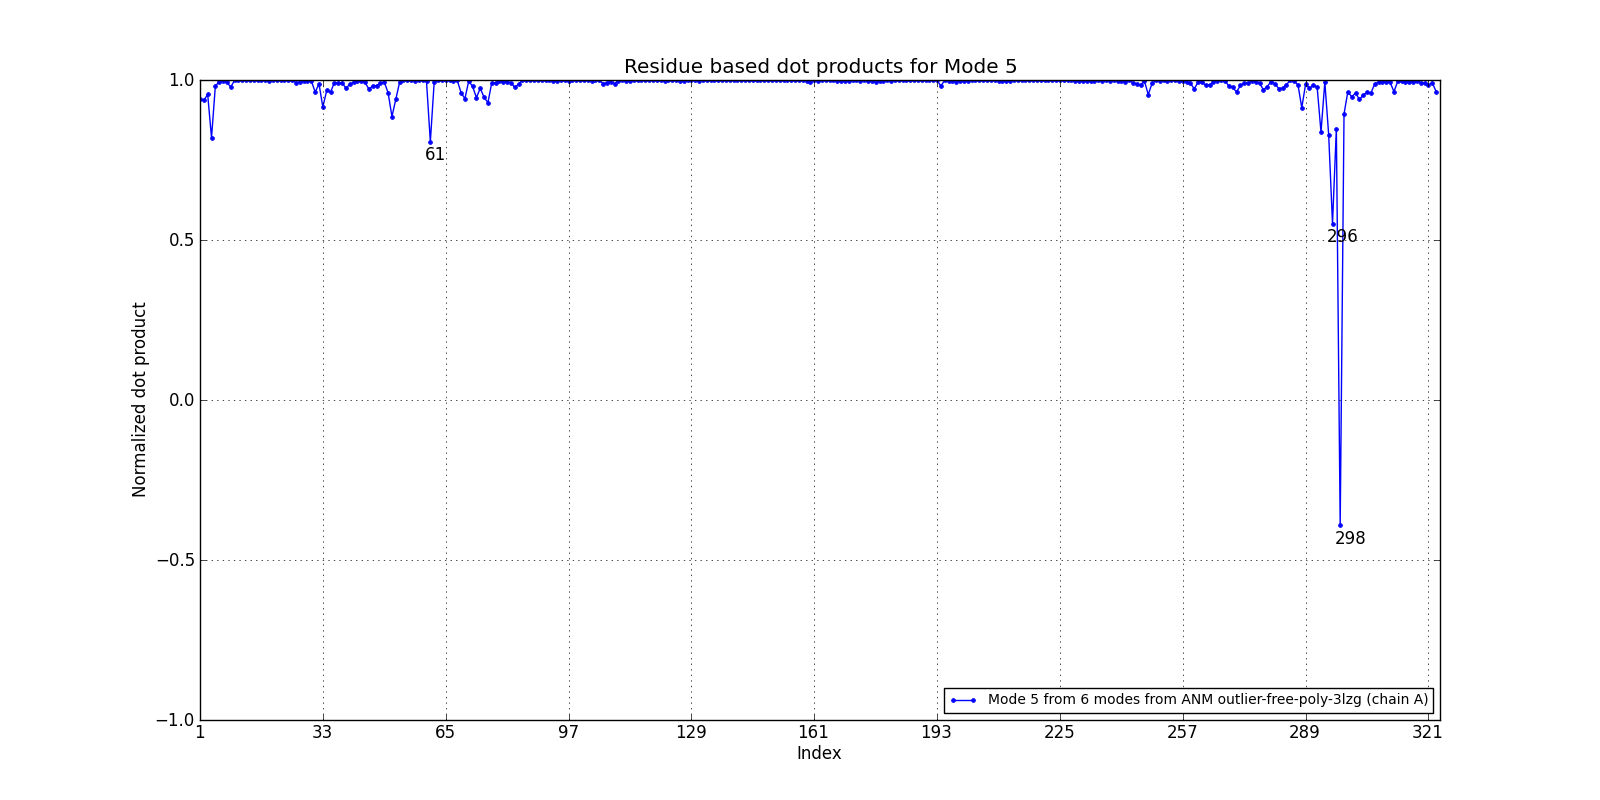 Residue based dot products for Mode 5
1.0
0.5
0.0
−0.5
−1.0
Normalized dot product
61
296
298
Mode 5 from 6 modes from ANM outlier-free-poly-3lzg (chain A)
1 33 65 97 129 161 193 225 257 289 321
Index